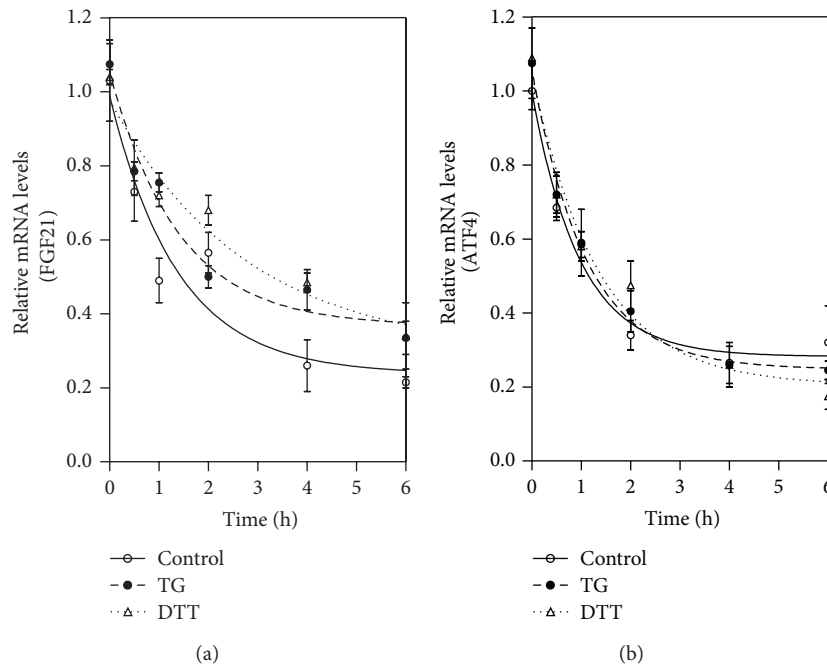 1.2
1.0
0.8
0.6
0.4
0.2
0.0
Relative mRNA levels
(FGF21)
0 1 2 3 4 5 6
Time (h)
Control
TG
DTT
(a)
1.2
1.0
0.8
0.6
0.4
0.2
0.0
Relative mRNA levels
(ATF4)
0 1 2 3 4 5 6
Time (h)
Control
TG
DTT
(b)